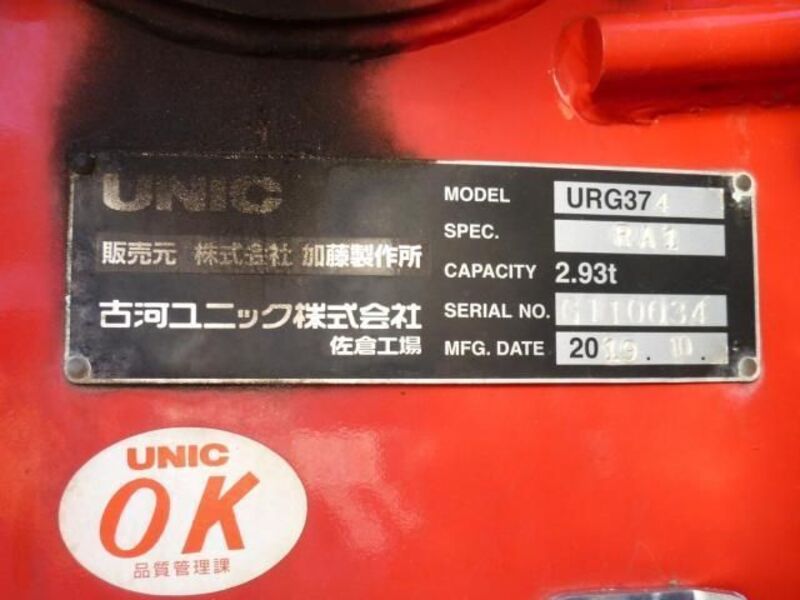 UNIC
販売元 株式会社 加藤製作所
古河ユニック株式会社
佐倉工場
MODEL URG374
SPEC. RA1
CAPACITY 2.93t
SERIAL NO. G110034
MFG. DATE 2019. 10.
UNIC
OK
品質管理課